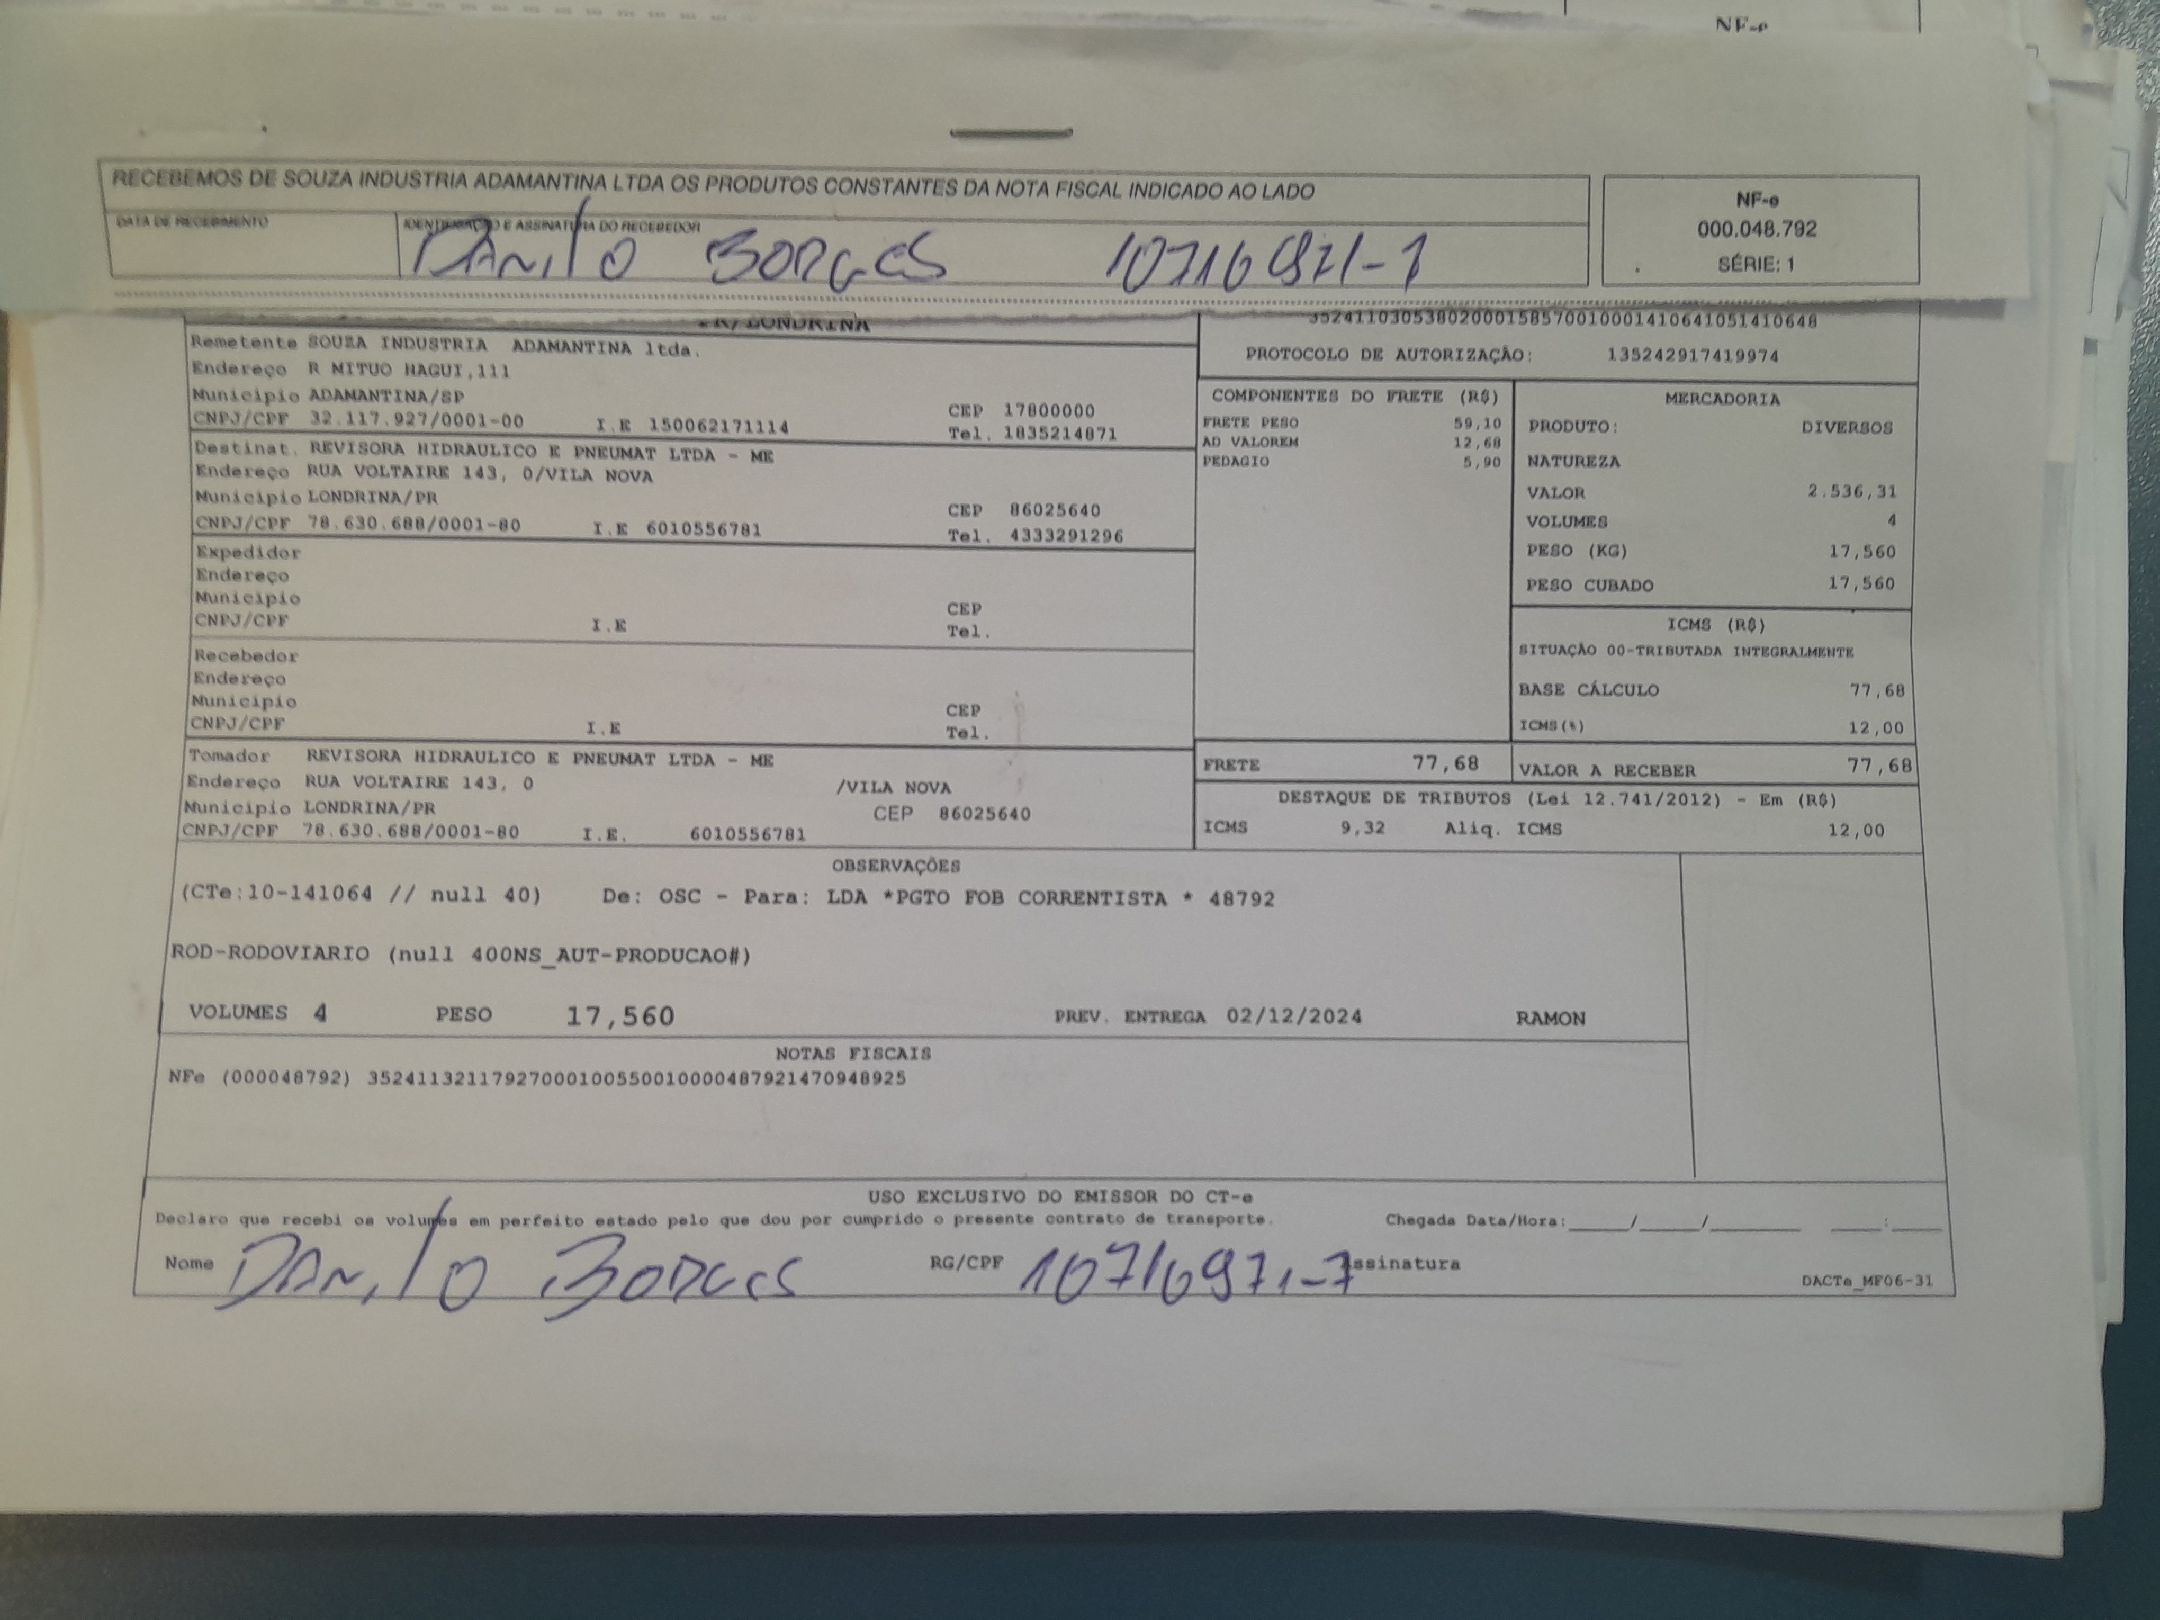 NF-e
RECEBEMOS DE SOUZA INDUSTRIA ADAMANTINA LTDA OS PRODUTOS CONSTANTES DA NOTA FISCAL INDICADO AO LADO
DATA DE RECEBIMENTO
IDENTIFICAÇÃO E ASSINATURA DO RECEBEDOR
Danilo Borges 10716971-7
NF-e
000.048.792
SÉRIE: 1
PR/LONDRINA
Remetente SOUZA INDUSTRIA ADAMANTINA ltda.
Endereço R MITUO HAGUI,111
Municipio ADAMANTINA/SP
CEP 17800000
CNPJ/CPF 32.117.927/0001-00 I.E 150062171114 Tel. 1835214871
Destinat. REVISORA HIDRAULICO E PNEUMAT LTDA - ME
Endereço RUA VOLTAIRE 143, 0/VILA NOVA
Municipio LONDRINA/PR
CEP 86025640
CNPJ/CPF 78.630.688/0001-80 I.E 6010556781 Tel. 4333291296
Expedidor
Endereço
Municipio
CEP
CNPJ/CPF I.E Tel.
Recebedor
Endereço
Municipio
CEP
CNPJ/CPF I.E Tel.
Tomador REVISORA HIDRAULICO E PNEUMAT LTDA - ME
Endereço RUA VOLTAIRE 143, 0 /VILA NOVA
Municipio LONDRINA/PR CEP 86025640
CNPJ/CPF 78.630.688/0001-80 I.E. 6010556781
35241103053802000158570010001410641051410648
PROTOCOLO DE AUTORIZAÇÃO: 135242917419974
COMPONENTES DO FRETE (R$)
FRETE PESO 59,10
AD VALOREM 12,68
PEDAGIO 5,90
MERCADORIA
PRODUTO: DIVERSOS
NATUREZA
VALOR 2.536,31
VOLUMES 4
PESO (KG) 17,560
PESO CUBADO 17,560
ICMS (R$)
SITUAÇÃO 00-TRIBUTADA INTEGRALMENTE
BASE CÁLCULO 77,68
ICMS(%) 12,00
FRETE 77,68
VALOR A RECEBER 77,68
DESTAQUE DE TRIBUTOS (Lei 12.741/2012) - Em (R$)
ICMS 9,32 Aliq. ICMS 12,00
OBSERVAÇÕES
(CTe:10-141064 // null 40) De: OSC - Para: LDA *PGTO FOB CORRENTISTA * 48792
ROD-RODOVIARIO (null 400NS_AUT-PRODUCAO#)
VOLUMES 4 PESO 17,560 PREV. ENTREGA 02/12/2024 RAMON
NOTAS FISCAIS
NFe (000048792) 35241132117927000100550010000487921470948925
USO EXCLUSIVO DO EMISSOR DO CT-e
Declaro que recebi os volumes em perfeito estado pelo que dou por cumprido o presente contrato de transporte. Chegada Data/Hora:_____/_____/________ ____:____
Nome Danilo Borges RG/CPF 10716971-7 Assinatura
DACTe_MF06-31